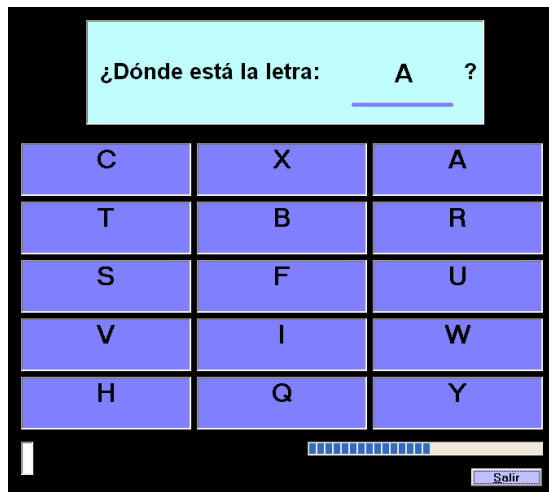 ¿Dónde está la letra: A ?
C X A
T B R
S F U
V I W
H Q Y
Salir